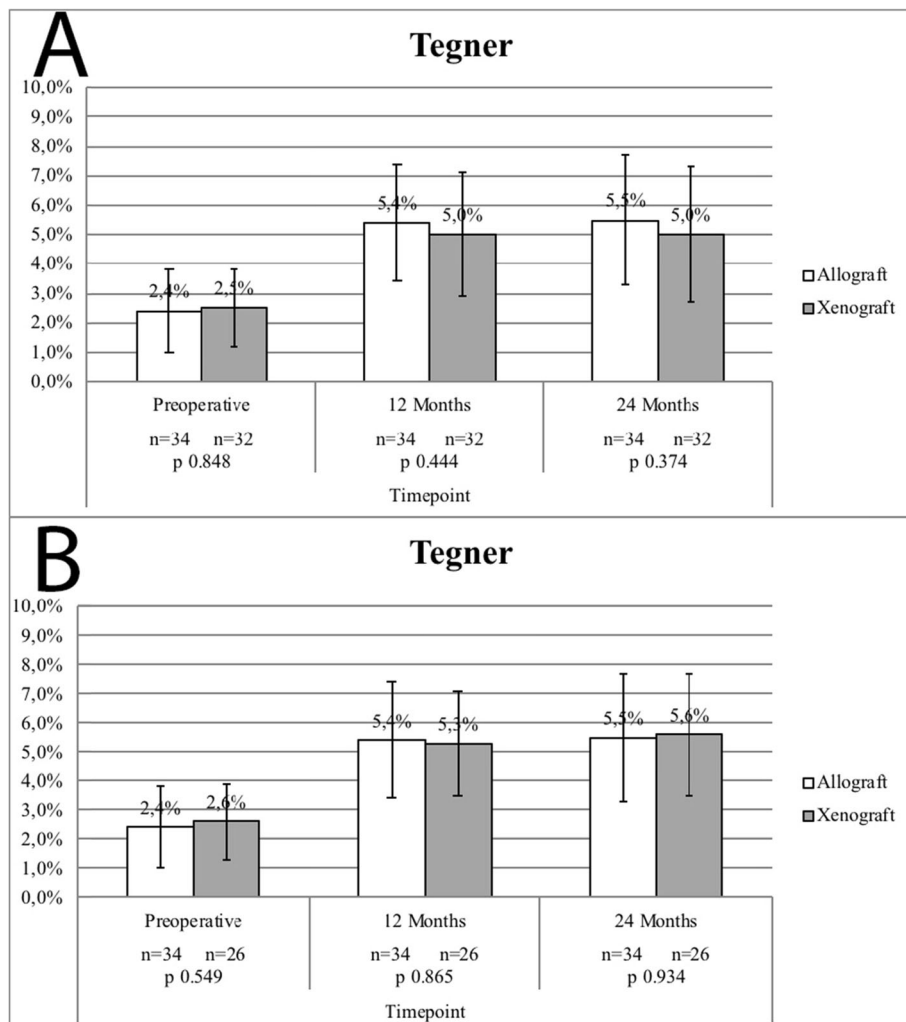 A
Tegner
10,0%
9,0%
8,0%
7,0%
6,0%
5,0%
4,0%
3,0%
2,0%
1,0%
0,0%
2,4% 2,5% 5,4% 5,0% 5,5% 5,0%
Allograft
Xenograft
Preoperative 12 Months 24 Months
n=34 n=32 n=34 n=32 n=34 n=32
p 0.848 p 0.444 p 0.374
Timepoint
B
Tegner
10,0%
9,0%
8,0%
7,0%
6,0%
5,0%
4,0%
3,0%
2,0%
1,0%
0,0%
2,4% 2,6% 5,4% 5,3% 5,5% 5,6%
Allograft
Xenograft
Preoperative 12 Months 24 Months
n=34 n=26 n=34 n=26 n=34 n=26
p 0.549 p 0.865 p 0.934
Timepoint